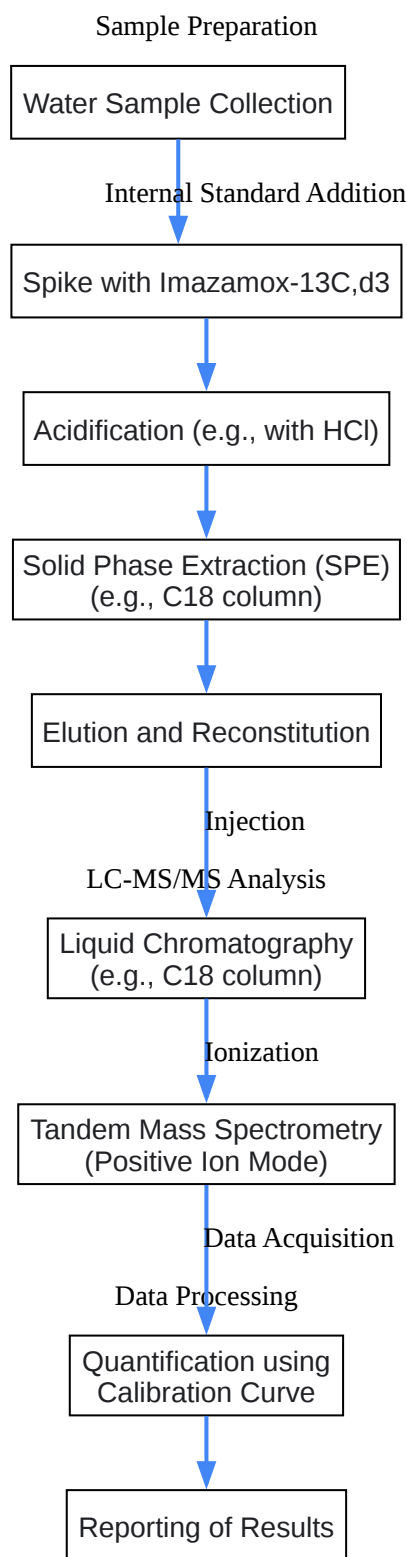 Sample Preparation
Water Sample Collection
Internal Standard Addition
Spike with Imazamox-13C,d3
Acidification (e.g., with HCl)
Solid Phase Extraction (SPE)
(e.g., C18 column)
Elution and Reconstitution
Injection
LC-MS/MS Analysis
Liquid Chromatography
(e.g., C18 column)
Ionization
Tandem Mass Spectrometry
(Positive Ion Mode)
Data Acquisition
Data Processing
Quantification using
Calibration Curve
Reporting of Results